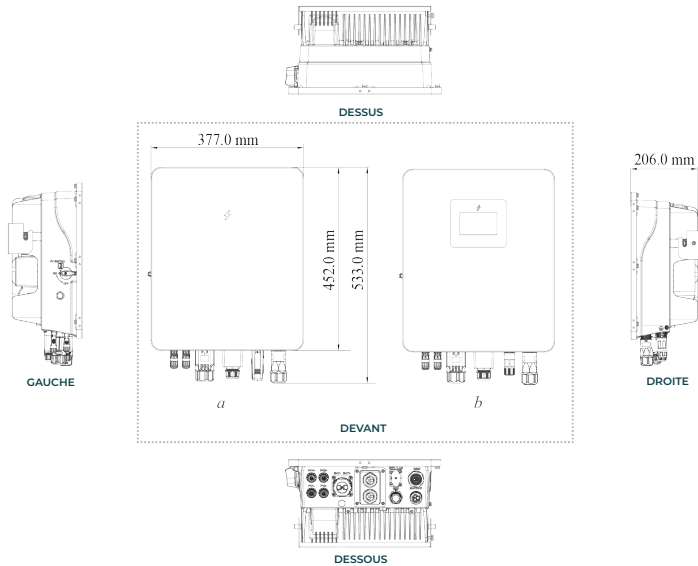 DESSUS
377.0 mm
206.0 mm
452.0 mm
533.0 mm
GAUCHE
DROITE
a
b
DEVANT
DESSOUS